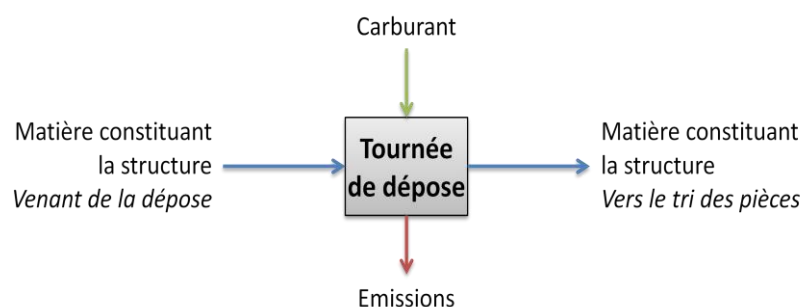 Carburant
Matière constituant
la structure
Venant de la dépose
Tournée
de dépose
Matière constituant
la structure
Vers le tri des pièces
Emissions